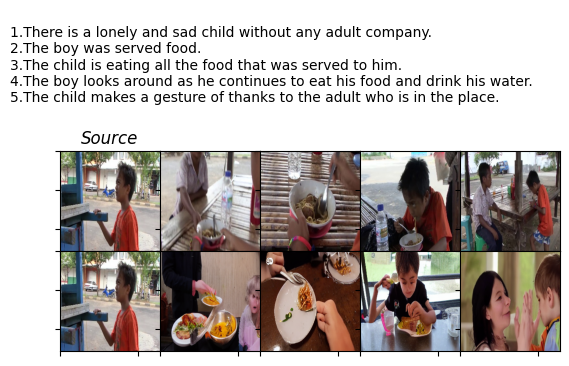 1.There is a lonely and sad child without any adult company.
2.The boy was served food.
3.The child is eating all the food that was served to him.
4.The boy looks around as he continues to eat his food and drink his water.
5.The child makes a gesture of thanks to the adult who is in the place.
Source